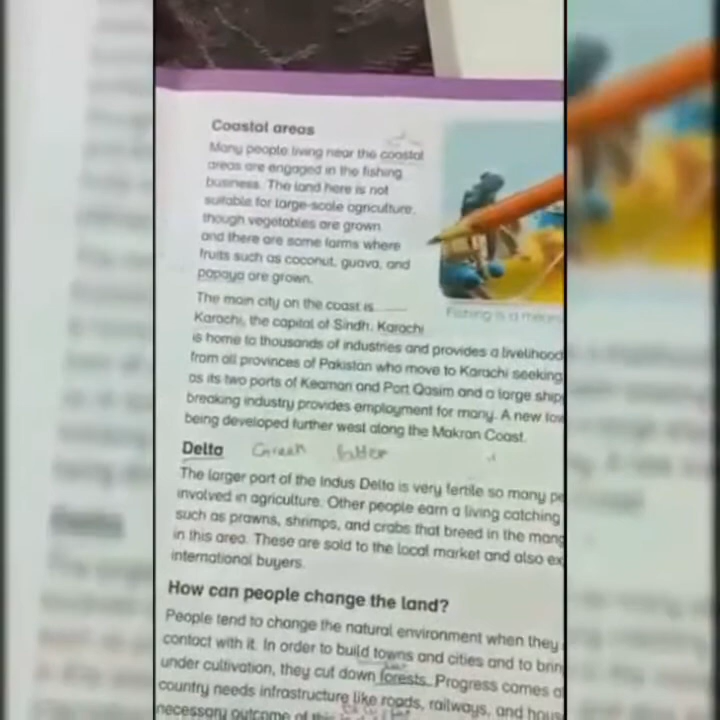 Coastal areas
Many people living near the coastal
areas are engaged in the fishing
business. The land here is not
suitable for large-scale agriculture,
though vegetables are grown
and there are some farms where
fruits such as coconut, guava, and
papaya are grown.
The main city on the coast is
Karachi, the capital of Sindh. Karachi
Fishing is a mean
is home to thousands of industries and provides a livelihood
from all provinces of Pakistan who move to Karachi seeking
as its two ports of Keamari and Port Qasim and a large ship
breaking industry provides employment for many. A new
being developed further west along the Makran Coast.
Delta Greek letter
The larger part of the Indus Delta is very fertile so many pe
involved in agriculture. Other people earn a living catching
such as prawns, shrimps, and crabs that breed in the mang
in this area. These are sold to the local market and also ex
international buyers.
How can people change the land?
People tend to change the natural environment when they
contact with it. In order to build towns and cities and to brin
under cultivation, they cut down forests. Progress comes a
country needs infrastructure like roads, railways, and hous
necessary outcome of this